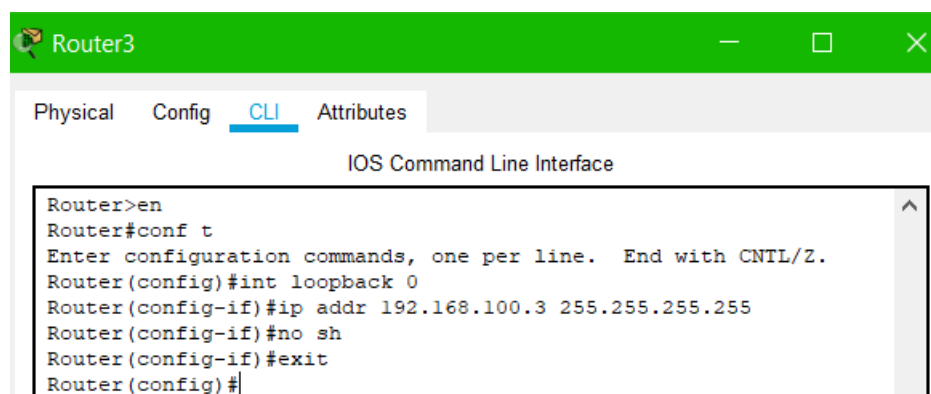 Router3
Physical Config CLI Attributes
IOS Command Line Interface
Router>en
Router#conf t
Enter configuration commands, one per line.  End with CNTL/Z.
Router(config)#int loopback 0
Router(config-if)#ip addr 192.168.100.3 255.255.255.255
Router(config-if)#no sh
Router(config-if)#exit
Router(config)#